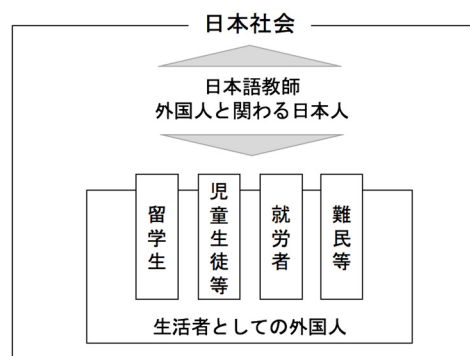 日本社会
日本語教師
外国人と関わる日本人
留学生
児童生徒等
就労者
難民等
生活者としての外国人